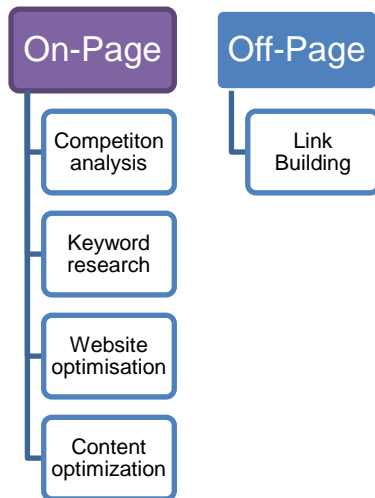 On-Page
Competiton
analysis
Keyword
research
Website
optimisation
Content
optimization
Off-Page
Link
Building